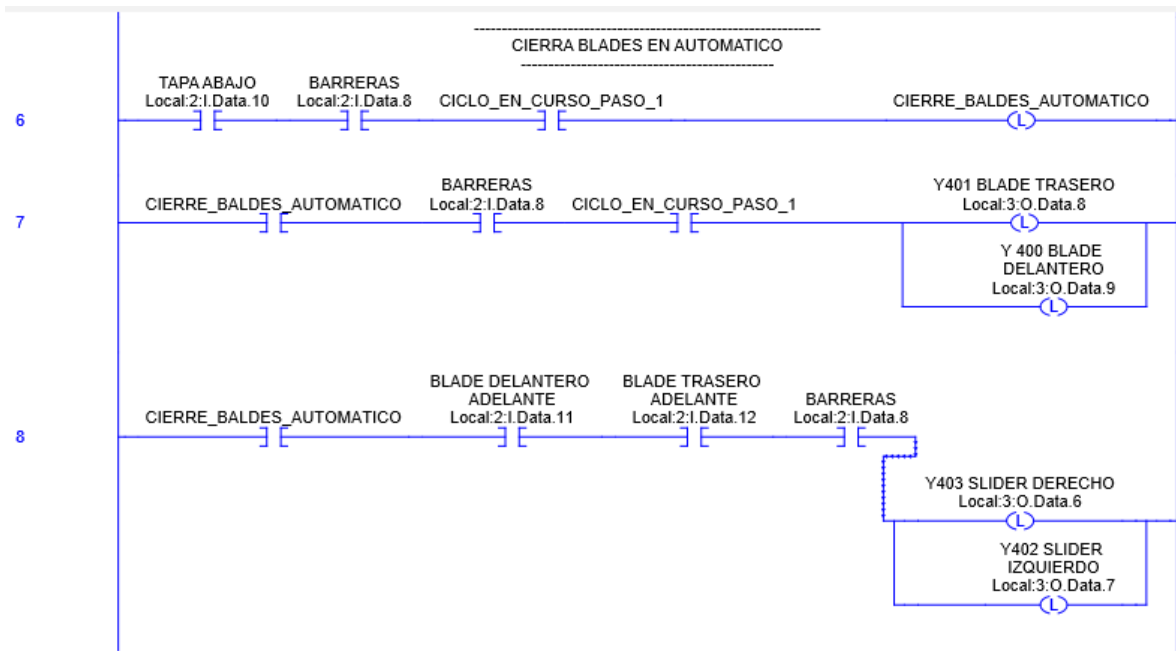 CIERRA BLADES EN AUTOMATICO
TAPA ABAJO
Local:2:I.Data.10
BARRERAS
Local:2:I.Data.8
CICLO_EN_CURSO_PASO_1
CIERRE_BALDES_AUTOMATICO
6
L
CIERRE_BALDES_AUTOMATICO
BARRERAS
Local:2:I.Data.8
CICLO_EN_CURSO_PASO_1
Y401 BLADE TRASERO
Local:3:O.Data.8
7
L
Y 400 BLADE
DELANTERO
Local:3:O.Data.9
L
CIERRE_BALDES_AUTOMATICO
BLADE DELANTERO
ADELANTE
Local:2:I.Data.11
BLADE TRASERO
ADELANTE
Local:2:I.Data.12
BARRERAS
Local:2:I.Data.8
8
Y403 SLIDER DERECHO
Local:3:O.Data.6
L
Y402 SLIDER
IZQUIERDO
Local:3:O.Data.7
L